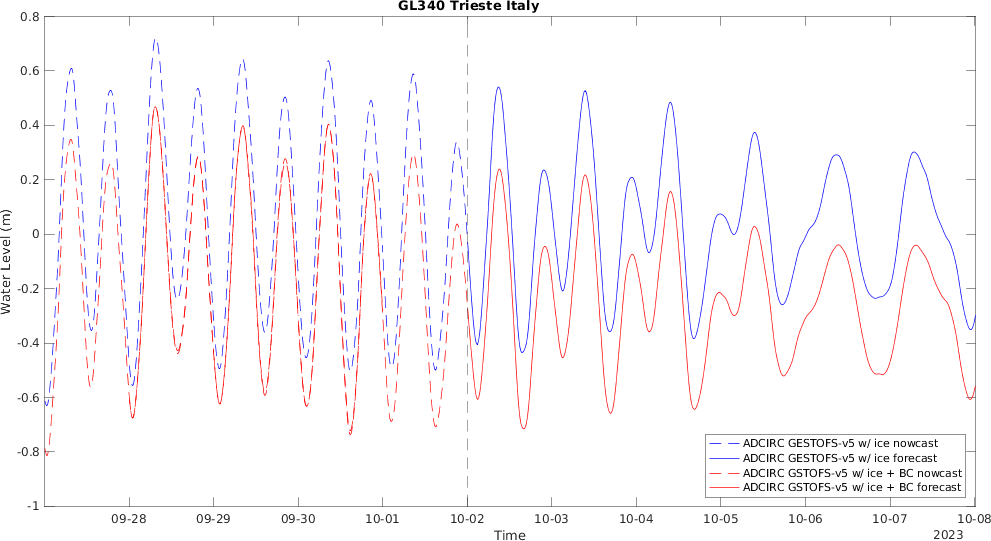 GL340 Trieste Italy
Water Level (m)
0.8
0.6
0.4
0.2
0
-0.2
-0.4
-0.6
-0.8
-1
ADCIRC GESTOFS-v5 w/ ice nowcast
ADCIRC GESTOFS-v5 w/ ice forecast
ADCIRC GSTOFS-v5 w/ ice + BC nowcast
ADCIRC GSTOFS-v5 w/ ice + BC forecast
09-28 09-29 09-30 10-01 10-02 10-03 10-04 10-05 10-06 10-07 10-08
Time
2023